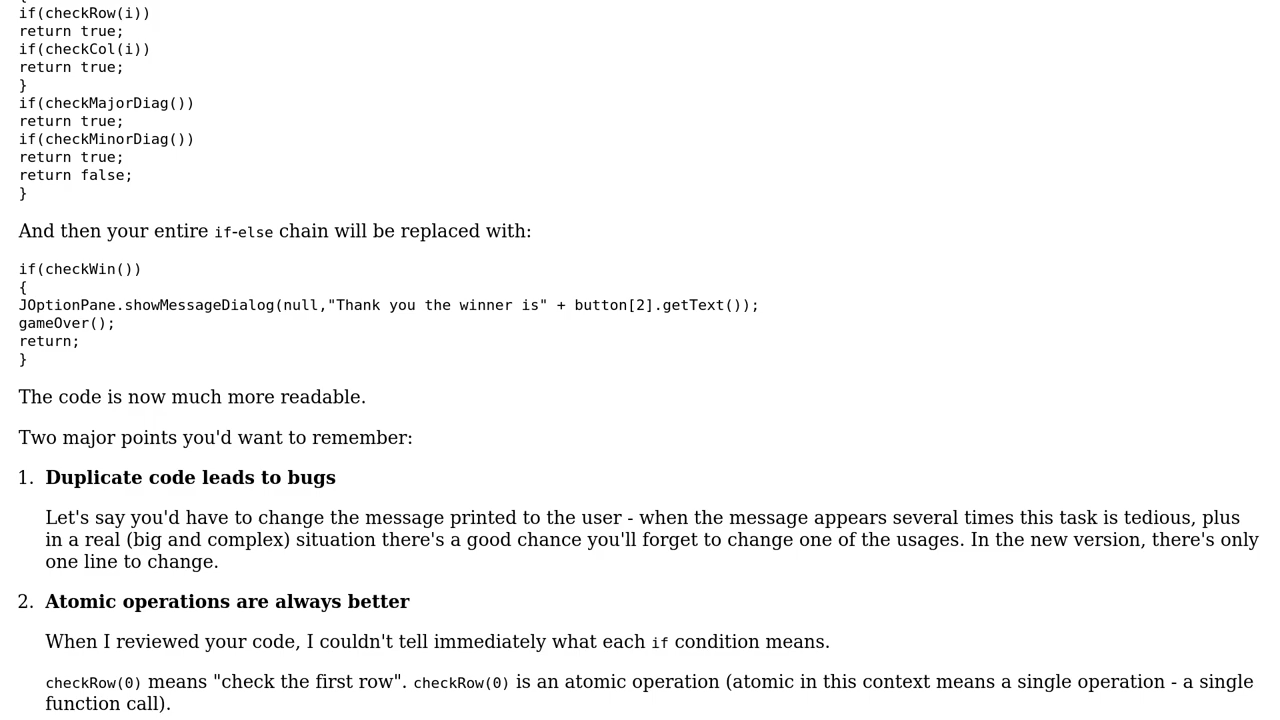 {
if(checkRow(i))
return true;
if(checkCol(i))
return true;
}
if(checkMajorDiag())
return true;
if(checkMinorDiag())
return true;
return false;
}
And then your entire if-else chain will be replaced with:
if(checkWin())
{
JOptionPane.showMessageDialog(null,"Thank you the winner is" + button[2].getText());
gameOver();
return;
}
The code is now much more readable.
Two major points you'd want to remember:
1. Duplicate code leads to bugs
Let's say you'd have to change the message printed to the user - when the message appears several times this task is tedious, plus
in a real (big and complex) situation there's a good chance you'll forget to change one of the usages. In the new version, there's only
one line to change.
2. Atomic operations are always better
When I reviewed your code, I couldn't tell immediately what each if condition means.
checkRow(0) means "check the first row". checkRow(0) is an atomic operation (atomic in this context means a single operation - a single
function call).